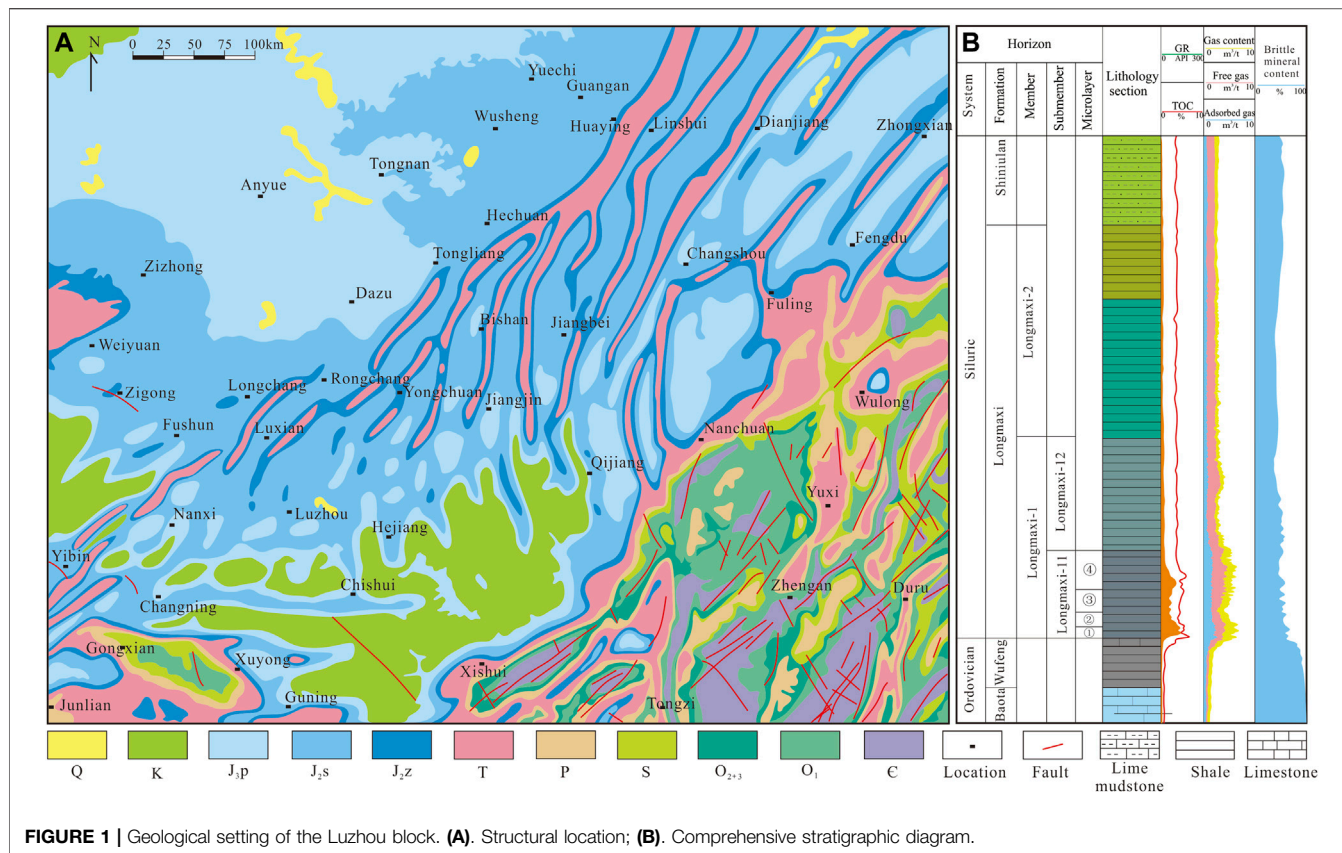 A
N
0 25 50 75 100km
Yuechi
Guangan
Wusheng
Huaying
Linshui
Dianjiang
Zhongxian
Tongnan
Anyue
Hechuan
Tongliang
Changshou
Fengdu
Zizhong
Dazu
Fuling
Bishan
Jiangbei
Weiyuan
Rongchang
Longchang
Zigong
Yongchuan
Jiangjin
Wulong
Fushun
Luxian
Nanchuan
Qijiang
Yuxi
Nanxi
Luzhou
Hejiang
Yibin
Chishui
Zhengan
Duru
Changning
Gongxian
Xuyong
Xishui
Junlian
Guning
Tongzi
B
Horizon
System
Formation
Member
Submember
Microlayer
Lithology
section
GR
0 API 300
TOC
0 % 10
Gas content
0 m³/t 10
Free gas
0 m³/t 10
Adsorbed gas
0 m³/t 10
Brittle
mineral
content
0 % 100
Siluric
Ordovician
Shiniulan
Longmaxi
Wufeng
Baota
Longmaxi-2
Longmaxi-1
Longmaxi-12
Longmaxi-11
④
③
②
①
Q K J₃p J₂s J₂z T P S O₂₊₃ O₁ Є Location Fault Lime
mudstone Shale Limestone
FIGURE 1 | Geological setting of the Luzhou block. (A). Structural location; (B). Comprehensive stratigraphic diagram.